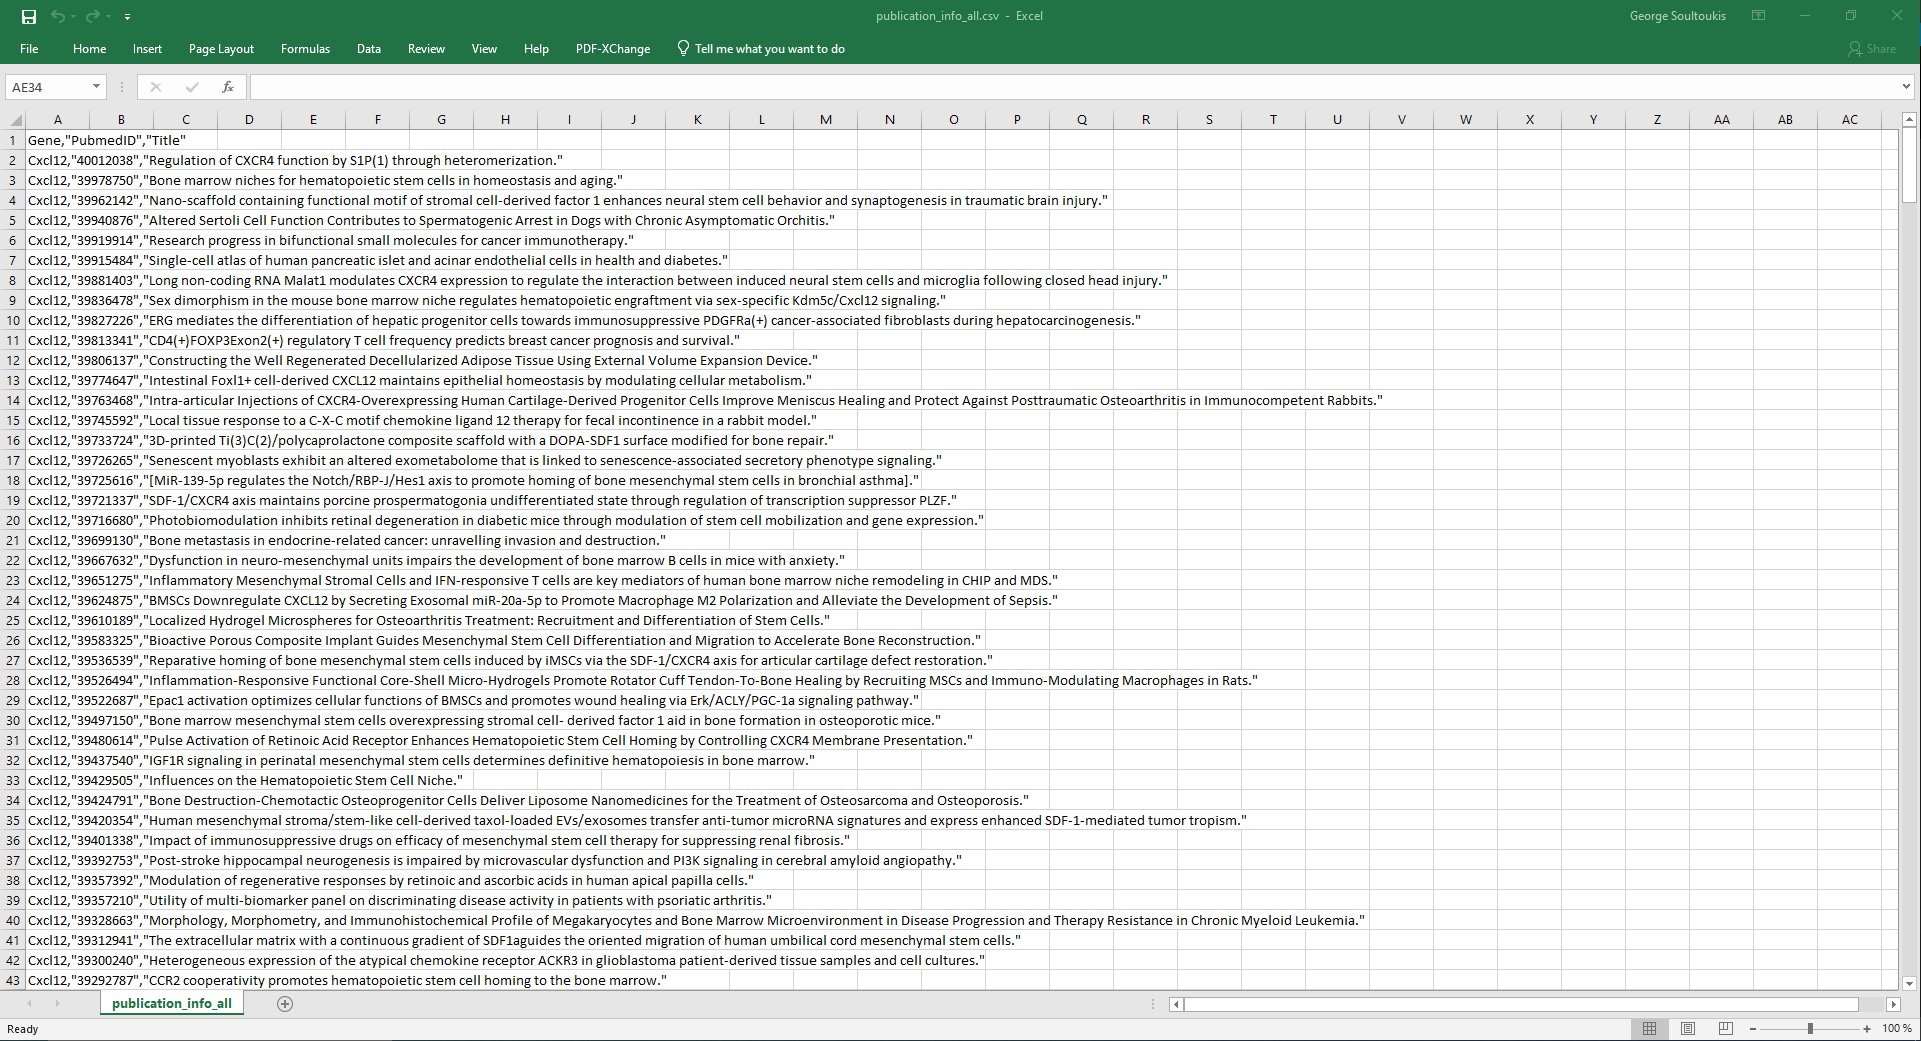 publication_info_all.csv - Excel
George Soultoukis
File Home Insert Page Layout Formulas Data Review View Help PDF-XChange Tell me what you want to do
Share
AE34
fx
A B C D E F G H I J K L M N O P Q R S T U V W X Y Z AA AB AC
1 Gene,"PubmedID","Title"
2 Cxcl12,"40012038","Regulation of CXCR4 function by S1P(1) through heteromerization."
3 Cxcl12,"39978750","Bone marrow niches for hematopoietic stem cells in homeostasis and aging."
4 Cxcl12,"39962142","Nano-scaffold containing functional motif of stromal cell-derived factor 1 enhances neural stem cell behavior and synaptogenesis in traumatic brain injury."
5 Cxcl12,"39940876","Altered Sertoli Cell Function Contributes to Spermatogenic Arrest in Dogs with Chronic Asymptomatic Orchitis."
6 Cxcl12,"39919914","Research progress in bifunctional small molecules for cancer immunotherapy."
7 Cxcl12,"39915484","Single-cell atlas of human pancreatic islet and acinar endothelial cells in health and diabetes."
8 Cxcl12,"39881403","Long non-coding RNA Malat1 modulates CXCR4 expression to regulate the interaction between induced neural stem cells and microglia following closed head injury."
9 Cxcl12,"39836478","Sex dimorphism in the mouse bone marrow niche regulates hematopoietic engraftment via sex-specific Kdm5c/Cxcl12 signaling."
10 Cxcl12,"39827226","ERG mediates the differentiation of hepatic progenitor cells towards immunosuppressive PDGFRa(+) cancer-associated fibroblasts during hepatocarcinogenesis."
11 Cxcl12,"39813341","CD4(+)FOXP3Exon2(+) regulatory T cell frequency predicts breast cancer prognosis and survival."
12 Cxcl12,"39806137","Constructing the Well Regenerated Decellularized Adipose Tissue Using External Volume Expansion Device."
13 Cxcl12,"39774647","Intestinal Foxl1+ cell-derived CXCL12 maintains epithelial homeostasis by modulating cellular metabolism."
14 Cxcl12,"39763468","Intra-articular Injections of CXCR4-Overexpressing Human Cartilage-Derived Progenitor Cells Improve Meniscus Healing and Protect Against Posttraumatic Osteoarthritis in Immunocompetent Rabbits."
15 Cxcl12,"39745592","Local tissue response to a C-X-C motif chemokine ligand 12 therapy for fecal incontinence in a rabbit model."
16 Cxcl12,"39733724","3D-printed Ti(3)C(2)/polycaprolactone composite scaffold with a DOPA-SDF1 surface modified for bone repair."
17 Cxcl12,"39726265","Senescent myoblasts exhibit an altered exometabolome that is linked to senescence-associated secretory phenotype signaling."
18 Cxcl12,"39725616","[MiR-139-5p regulates the Notch/RBP-J/Hes1 axis to promote homing of bone mesenchymal stem cells in bronchial asthma]."
19 Cxcl12,"39721337","SDF-1/CXCR4 axis maintains porcine prospermatogonia undifferentiated state through regulation of transcription suppressor PLZF."
20 Cxcl12,"39716680","Photobiomodulation inhibits retinal degeneration in diabetic mice through modulation of stem cell mobilization and gene expression."
21 Cxcl12,"39699130","Bone metastasis in endocrine-related cancer: unravelling invasion and destruction."
22 Cxcl12,"39667632","Dysfunction in neuro-mesenchymal units impairs the development of bone marrow B cells in mice with anxiety."
23 Cxcl12,"39651275","Inflammatory Mesenchymal Stromal Cells and IFN-responsive T cells are key mediators of human bone marrow niche remodeling in CHIP and MDS."
24 Cxcl12,"39624875","BMSCs Downregulate CXCL12 by Secreting Exosomal miR-20a-5p to Promote Macrophage M2 Polarization and Alleviate the Development of Sepsis."
25 Cxcl12,"39610189","Localized Hydrogel Microspheres for Osteoarthritis Treatment: Recruitment and Differentiation of Stem Cells."
26 Cxcl12,"39583325","Bioactive Porous Composite Implant Guides Mesenchymal Stem Cell Differentiation and Migration to Accelerate Bone Reconstruction."
27 Cxcl12,"39536539","Reparative homing of bone mesenchymal stem cells induced by iMSCs via the SDF-1/CXCR4 axis for articular cartilage defect restoration."
28 Cxcl12,"39526494","Inflammation-Responsive Functional Core-Shell Micro-Hydrogels Promote Rotator Cuff Tendon-To-Bone Healing by Recruiting MSCs and Immuno-Modulating Macrophages in Rats."
29 Cxcl12,"39522687","Epac1 activation optimizes cellular functions of BMSCs and promotes wound healing via Erk/ACLY/PGC-1a signaling pathway."
30 Cxcl12,"39497150","Bone marrow mesenchymal stem cells overexpressing stromal cell- derived factor 1 aid in bone formation in osteoporotic mice."
31 Cxcl12,"39480614","Pulse Activation of Retinoic Acid Receptor Enhances Hematopoietic Stem Cell Homing by Controlling CXCR4 Membrane Presentation."
32 Cxcl12,"39437540","IGF1R signaling in perinatal mesenchymal stem cells determines definitive hematopoiesis in bone marrow."
33 Cxcl12,"39429505","Influences on the Hematopoietic Stem Cell Niche."
34 Cxcl12,"39424791","Bone Destruction-Chemotactic Osteoprogenitor Cells Deliver Liposome Nanomedicines for the Treatment of Osteosarcoma and Osteoporosis."
35 Cxcl12,"39420354","Human mesenchymal stroma/stem-like cell-derived taxol-loaded EVs/exosomes transfer anti-tumor microRNA signatures and express enhanced SDF-1-mediated tumor tropism."
36 Cxcl12,"39401338","Impact of immunosuppressive drugs on efficacy of mesenchymal stem cell therapy for suppressing renal fibrosis."
37 Cxcl12,"39392753","Post-stroke hippocampal neurogenesis is impaired by microvascular dysfunction and PI3K signaling in cerebral amyloid angiopathy."
38 Cxcl12,"39357392","Modulation of regenerative responses by retinoic and ascorbic acids in human apical papilla cells."
39 Cxcl12,"39357210","Utility of multi-biomarker panel on discriminating disease activity in patients with psoriatic arthritis."
40 Cxcl12,"39328663","Morphology, Morphometry, and Immunohistochemical Profile of Megakaryocytes and Bone Marrow Microenvironment in Disease Progression and Therapy Resistance in Chronic Myeloid Leukemia."
41 Cxcl12,"39312941","The extracellular matrix with a continuous gradient of SDF1aguides the oriented migration of human umbilical cord mesenchymal stem cells."
42 Cxcl12,"39300240","Heterogeneous expression of the atypical chemokine receptor ACKR3 in glioblastoma patient-derived tissue samples and cell cultures."
43 Cxcl12,"39292787","CCR2 cooperativity promotes hematopoietic stem cell homing to the bone marrow."
publication_info_all
Ready
100 %